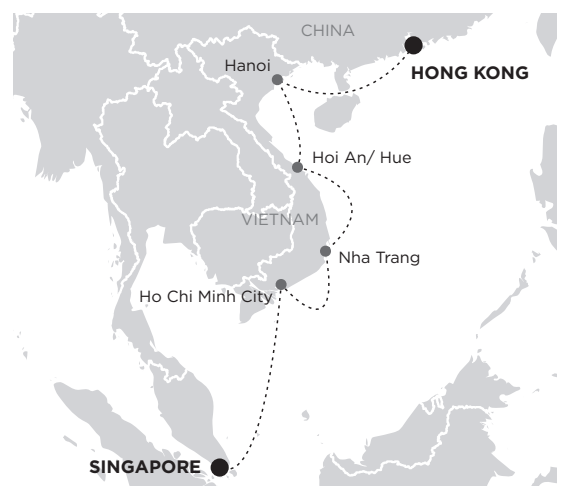 CHINA
Hanoi
HONG KONG
Hoi An/ Hue
VIETNAM
Nha Trang
Ho Chi Minh City
SINGAPORE